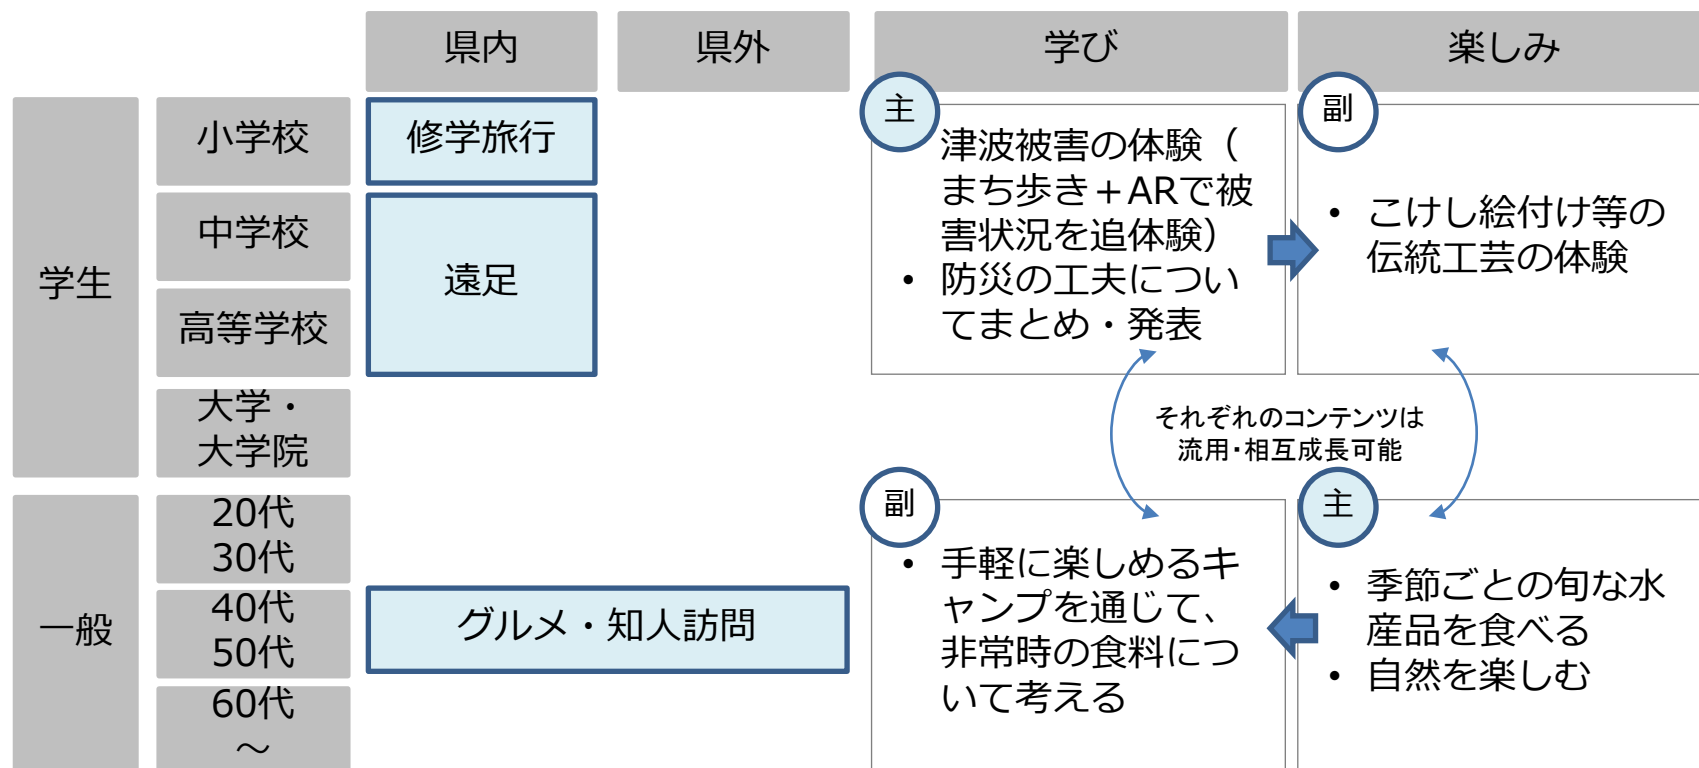 県内
県外
学び
楽しみ
学生
小学校
中学校
高等学校
大学・
大学院
修学旅行
遠足
主
津波被害の体験（
まち歩き＋ARで被
害状況を追体験）
• 防災の工夫につい
てまとめ・発表
副
• こけし絵付け等の
伝統工芸の体験
それぞれのコンテンツは
流用・相互成長可能
一般
20代
30代
40代
50代
60代
～
グルメ・知人訪問
副
• 手軽に楽しめるキ
ャンプを通じて、
非常時の食料につ
いて考える
主
• 季節ごとの旬な水
産品を食べる
• 自然を楽しむ